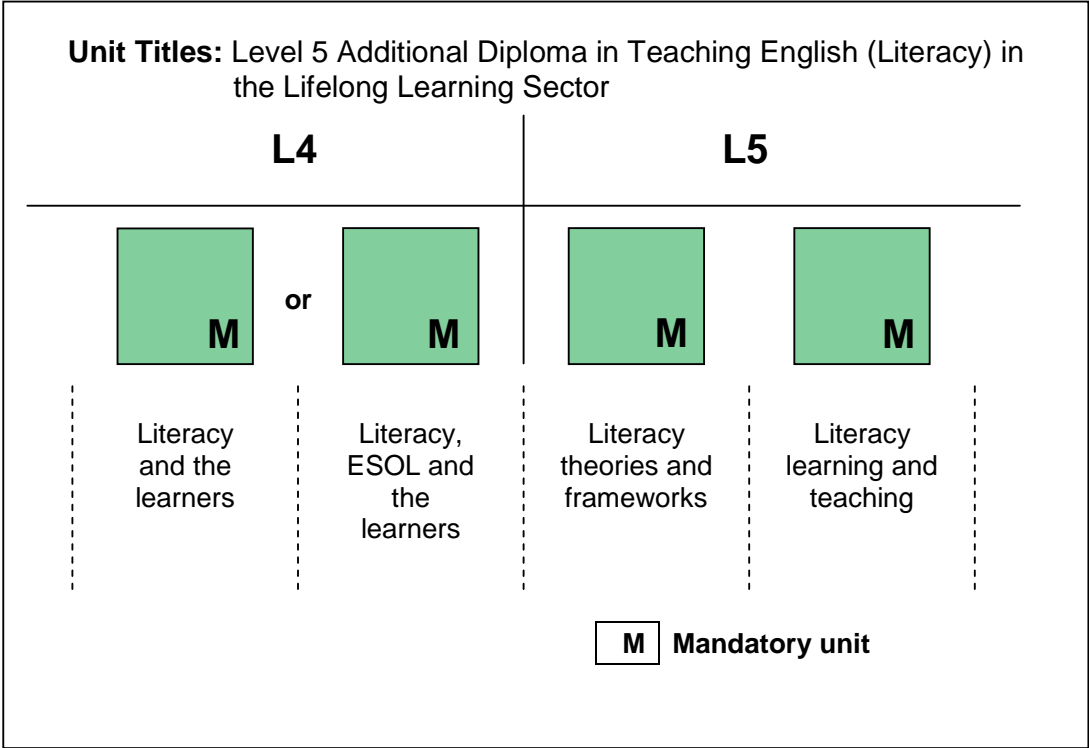 Unit Titles: Level 5 Additional Diploma in Teaching English (Literacy) in
the Lifelong Learning Sector
L4
L5
M
or
M
M
M
Literacy
and the
learners
Literacy,
ESOL and
the
learners
Literacy
theories and
frameworks
Literacy
learning and
teaching
M Mandatory unit